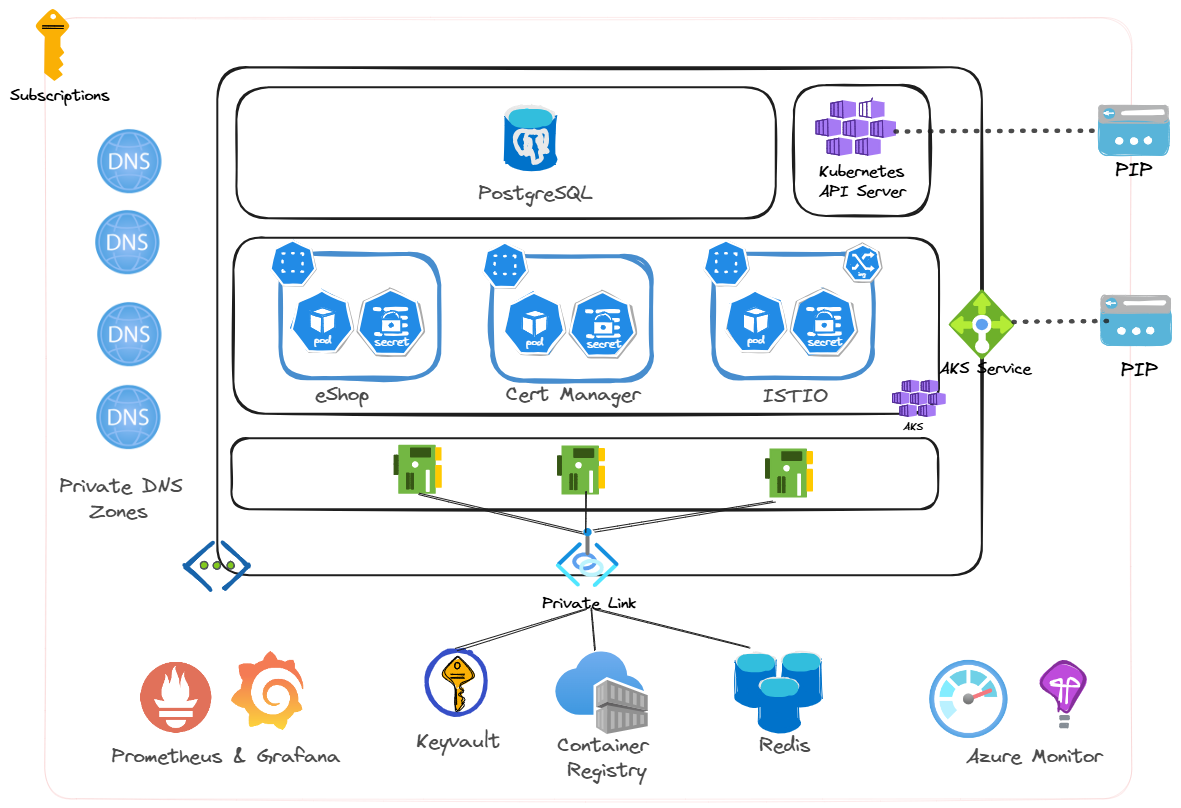 Subscriptions
DNS
DNS
DNS
DNS
Private DNS
Zones
PostgreSQL
Kubernetes
API Server
PIP
pod
secret
eShop
pod
secret
Cert Manager
ing
pod
secret
ISTIO
AKS Service
PIP
AKS
Private Link
Prometheus & Grafana
Keyvault
Container
Registry
Redis
Azure Monitor